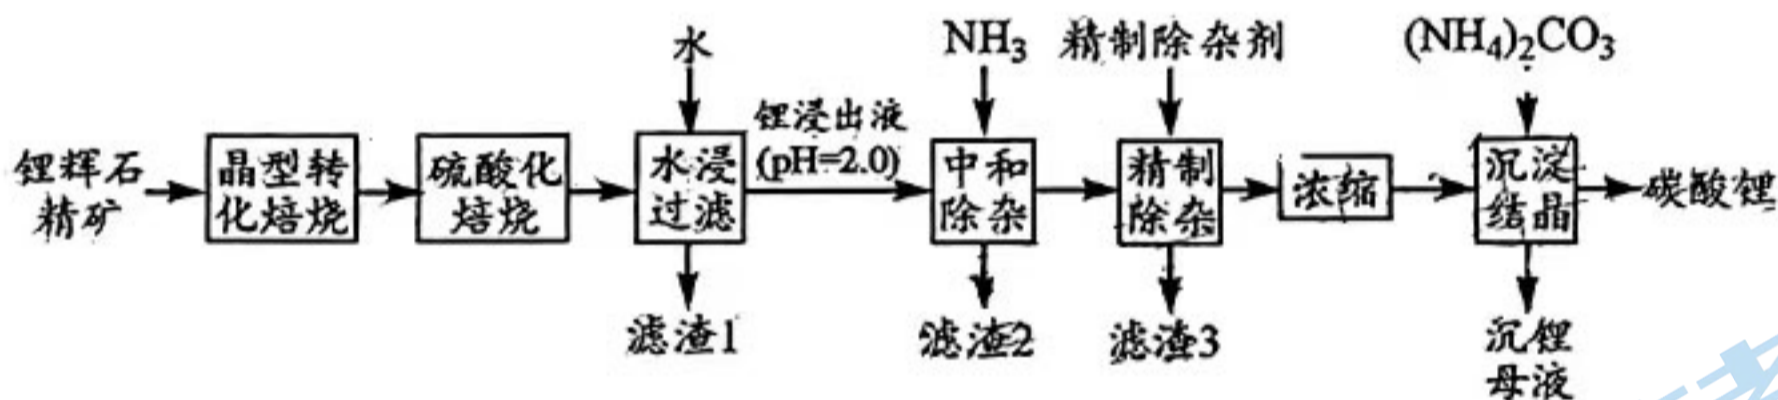 水
NH₃
精制除杂剂
(NH₄)₂CO₃
锂辉石
精矿
晶型转
化焙烧
硫酸化
焙烧
水浸
过滤
锂浸出液
(pH=2.0)
中和
除杂
精制
除杂
浓缩
沉淀
结晶
碳酸锂
滤渣1
滤渣2
滤渣3
沉锂
母液